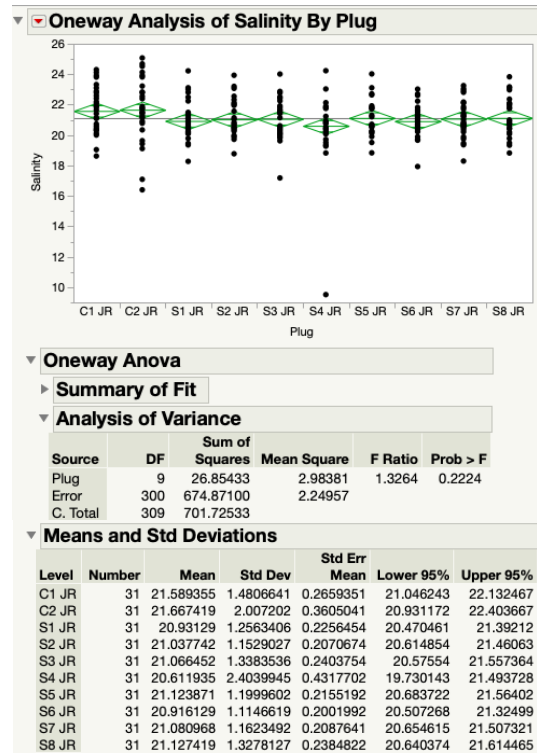 Oneway Analysis of Salinity By Plug
26
24
22
20
18
16
14
12
10
Salinity
C1 JR C2 JR S1 JR S2 JR S3 JR S4 JR S5 JR S6 JR S7 JR S8 JR
Plug
Oneway Anova
Summary of Fit
Analysis of Variance
Sum of
Source DF Squares Mean Square F Ratio Prob > F
Plug 9 26.85433 2.98381 1.3264 0.2224
Error 300 674.87100 2.24957
C. Total 309 701.72533
Means and Std Deviations
Std Err
Level Number Mean Std Dev Mean Lower 95% Upper 95%
C1 JR 31 21.589355 1.4806641 0.2659351 21.046243 22.132467
C2 JR 31 21.667419 2.007202 0.3605041 20.931172 22.403667
S1 JR 31 20.93129 1.2563406 0.2256454 20.470461 21.39212
S2 JR 31 21.037742 1.1529027 0.2070674 20.614854 21.46063
S3 JR 31 21.066452 1.3383536 0.2403754 20.57554 21.557364
S4 JR 31 20.611935 2.4039945 0.4317702 19.730143 21.493728
S5 JR 31 21.123871 1.1999602 0.2155192 20.683722 21.56402
S6 JR 31 20.916129 1.1146619 0.2001992 20.507268 21.32499
S7 JR 31 21.080968 1.1623492 0.2087641 20.654615 21.507321
S8 JR 31 21.127419 1.3278127 0.2384822 20.640374 21.614465